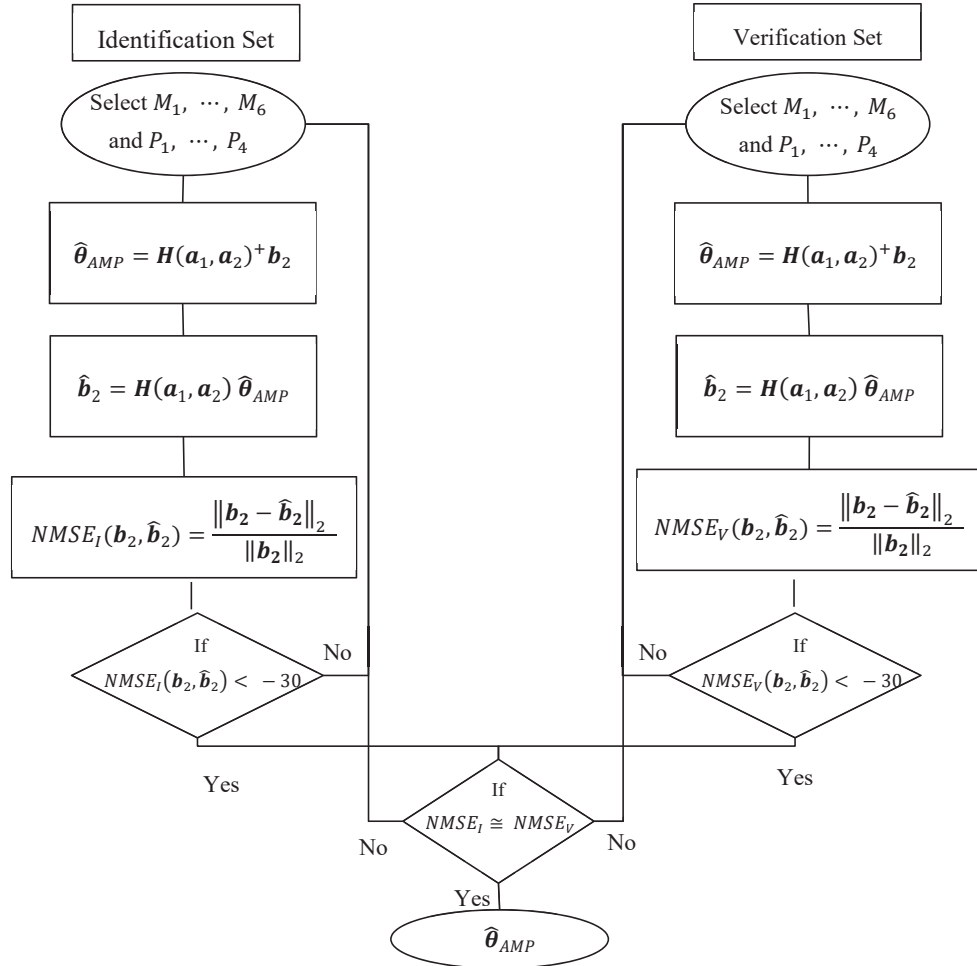 Identification Set
Select M₁, ⋯, M₆
and P₁, ⋯, P₄
θ̂_AMP = H(a₁, a₂)⁺b₂
b̂₂ = H(a₁, a₂) θ̂_AMP
NMSE_I(b₂, b̂₂) = ‖b₂ − b̂₂‖₂ / ‖b₂‖₂
If
NMSE_I(b₂, b̂₂) < −30
No
Yes
Verification Set
Select M₁, ⋯, M₆
and P₁, ⋯, P₄
θ̂_AMP = H(a₁, a₂)⁺b₂
b̂₂ = H(a₁, a₂) θ̂_AMP
NMSE_V(b₂, b̂₂) = ‖b₂ − b̂₂‖₂ / ‖b₂‖₂
If
NMSE_V(b₂, b̂₂) < −30
No
Yes
If
NMSE_I ≅ NMSE_V
No
No
Yes
θ̂_AMP